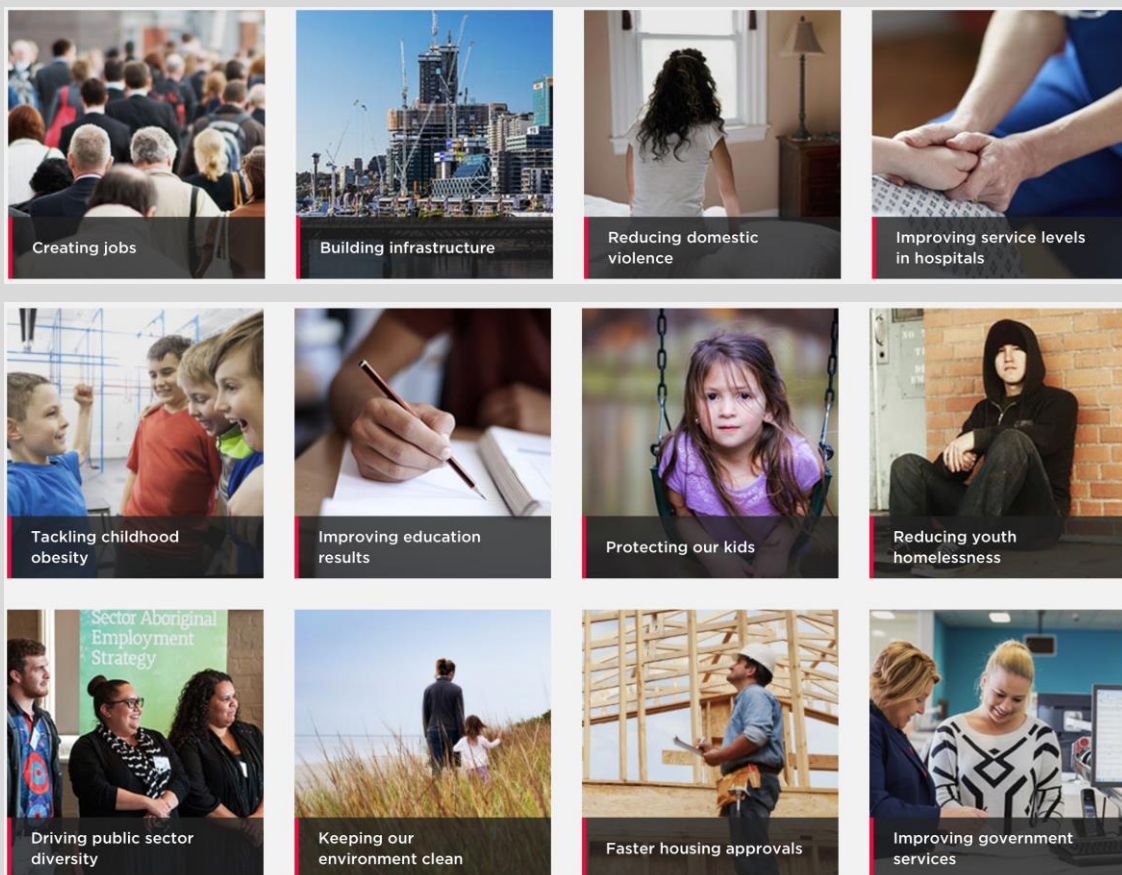 Creating jobs
Building infrastructure
Reducing domestic
violence
Improving service levels
in hospitals
Tackling childhood
obesity
Improving education
results
Protecting our kids
Reducing youth
homelessness
Sector Aboriginal
Employment
Strategy
Driving public sector
diversity
Keeping our
environment clean
Faster housing approvals
Improving government
services